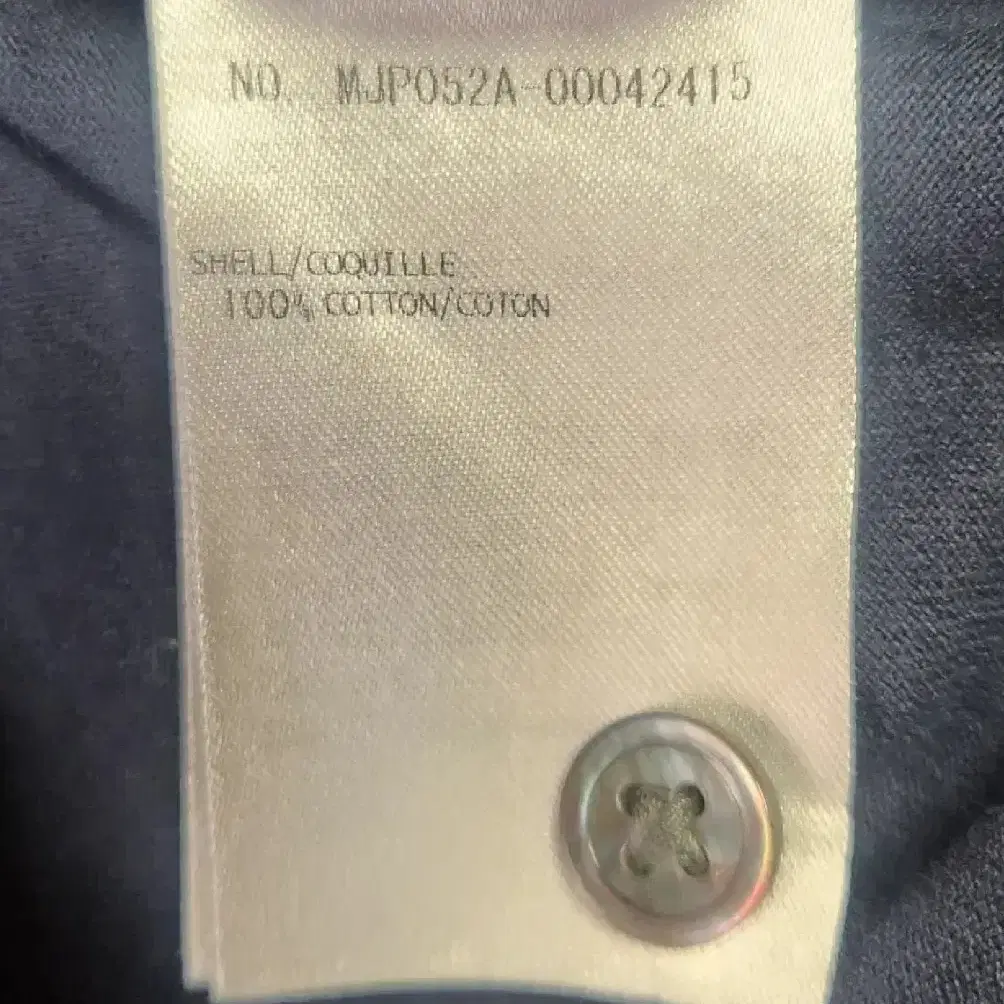 NO. MJP052A-00042415
SHELL/COQUILLE
100% COTTON/COTON